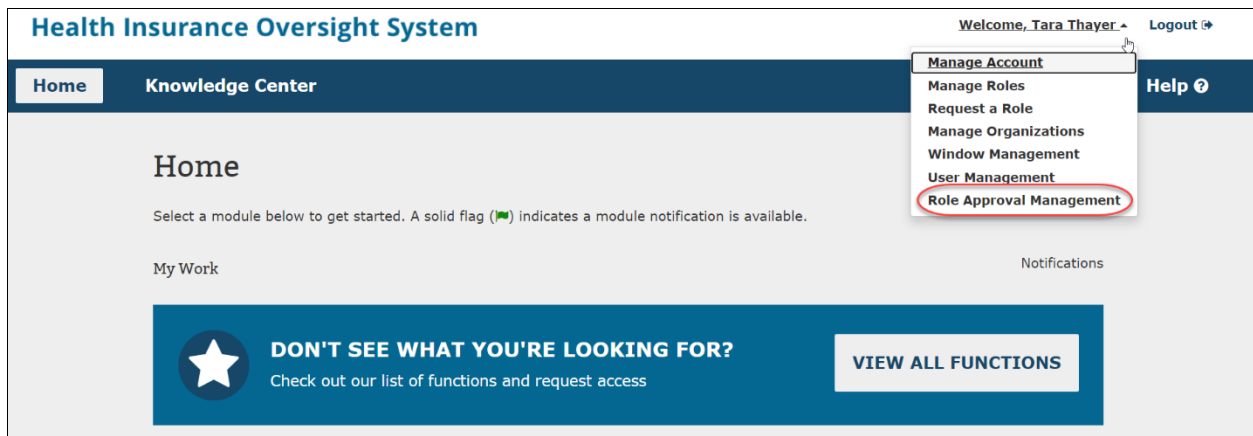 Health Insurance Oversight System
Welcome, Tara Thayer
Logout
Home
Knowledge Center
Help
Manage Account
Manage Roles
Request a Role
Manage Organizations
Window Management
User Management
Role Approval Management
Home
Select a module below to get started. A solid flag ( ) indicates a module notification is available.
My Work
Notifications
DON'T SEE WHAT YOU'RE LOOKING FOR?
Check out our list of functions and request access
VIEW ALL FUNCTIONS